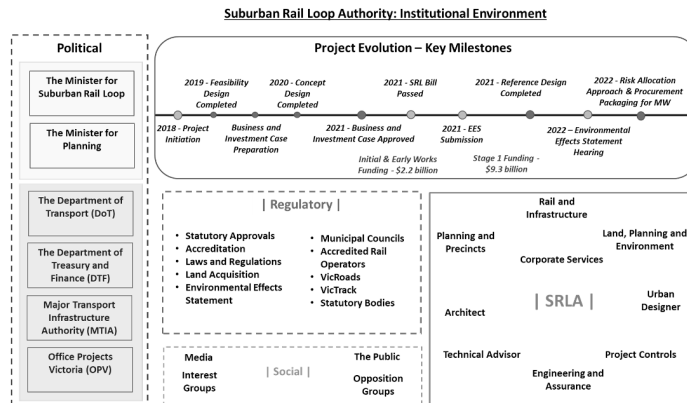 Suburban Rail Loop Authority: Institutional Environment
Political
The Minister for
Suburban Rail Loop
The Minister for
Planning
The Department of
Transport (DoT)
The Department of
Treasury and
Finance (DTF)
Major Transport
Infrastructure
Authority (MTIA)
Office Projects
Victoria (OPV)
Project Evolution – Key Milestones
2019 - Feasibility
Design
Completed
2020 - Concept
Design
Completed
2021 - SRL Bill
Passed
2021 - Reference Design
Completed
2022 - Risk Allocation
Approach & Procurement
Packaging for MW
2018 - Project
Initiation
Business and
Investment Case
Preparation
2021 - Business and
Investment Case Approved
2021 - EES
Submission
2022 – Environmental
Effects Statement
Hearing
Initial & Early Works
Funding - $2.2 billion
Stage 1 Funding -
$9.3 billion
| Regulatory |
• Statutory Approvals
• Accreditation
• Laws and Regulations
• Land Acquisition
• Environmental Effects
Statement
• Municipal Councils
• Accredited Rail
Operators
• VicRoads
• VicTrack
• Statutory Bodies
Media
Interest
Groups
| Social |
The Public
Opposition
Groups
Rail and
Infrastructure
Planning and
Precincts
Land, Planning and
Environment
Corporate Services
| SRLA |
Architect
Urban
Designer
Technical Advisor
Project Controls
Engineering and
Assurance